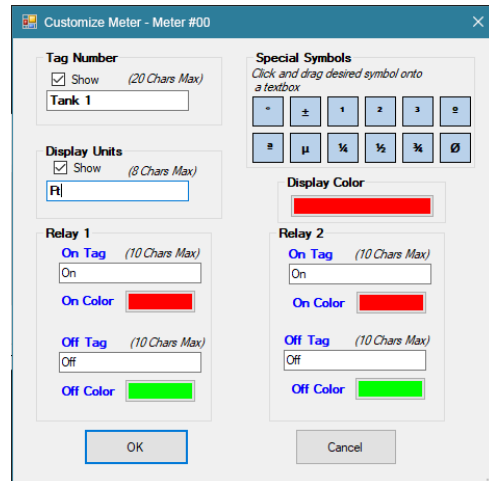 Customize Meter - Meter #00
Tag Number
Show (20 Chars Max)
Tank 1
Display Units
Show (8 Chars Max)
Ft
Special Symbols
Click and drag desired symbol onto
a textbox
° ± ¹ ² ³ º
ª µ ¼ ½ ¾ Ø
Display Color
Relay 1
On Tag (10 Chars Max)
On
On Color
Off Tag (10 Chars Max)
Off
Off Color
Relay 2
On Tag (10 Chars Max)
On
On Color
Off Tag (10 Chars Max)
Off
Off Color
OK
Cancel